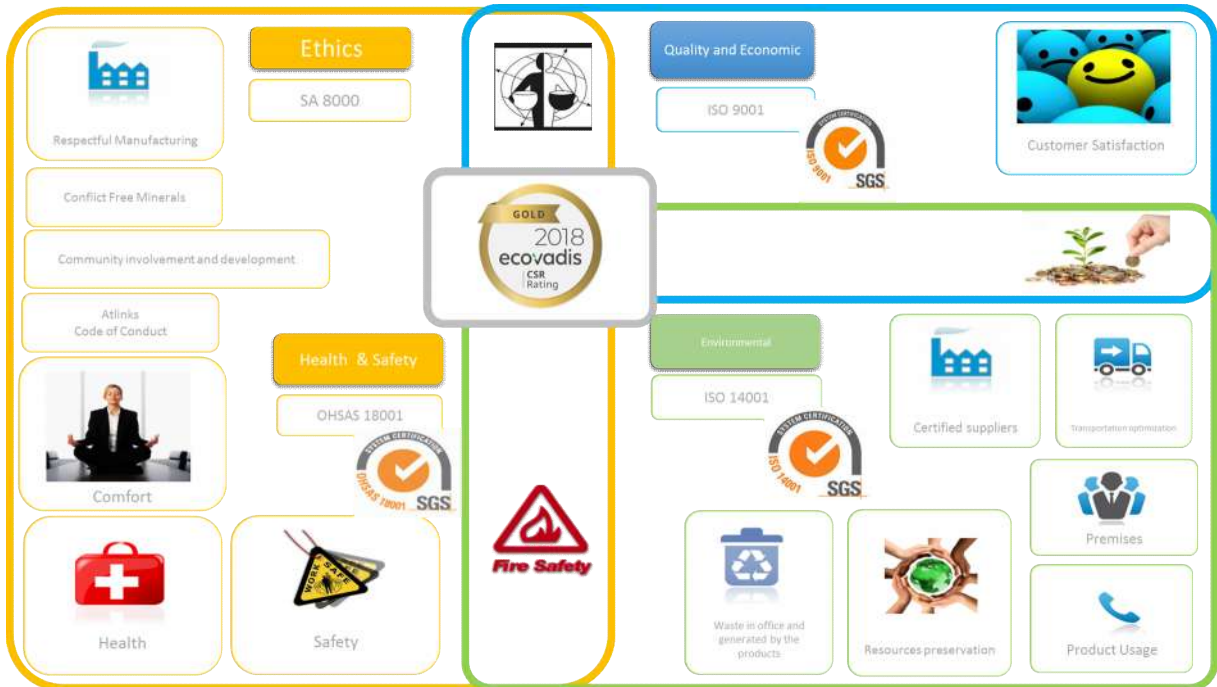 Ethics
SA 8000
Respectful Manufacturing
Conflict Free Minerals
Community involvement and development
Atlinks
Code of Conduct
Health & Safety
OHSAS 18001
SYSTEM CERTIFICATION
OHSAS 18001
SGS
Comfort
Health
WORK SAFE
Safety
GOLD
2018
ecovadis
CSR
Rating
Fire Safety
Quality and Economic
ISO 9001
SYSTEM CERTIFICATION
ISO 9001
SGS
Customer Satisfaction
Environmental
ISO 14001
SYSTEM CERTIFICATION
ISO 14001
SGS
Certified suppliers
Transportation optimization
Premises
Waste in office and
generated by the
products
Resources preservation
Product Usage